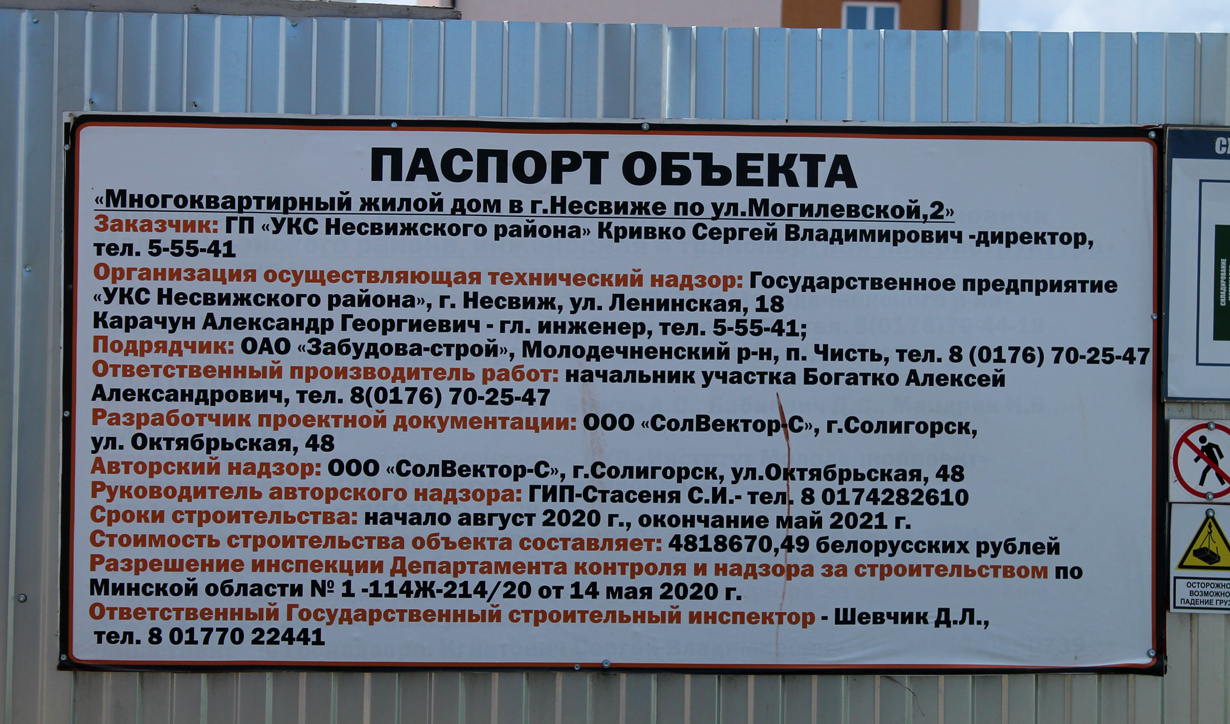 ПАСПОРТ ОБЪЕКТА
«Многоквартирный жилой дом в г.Несвиже по ул.Могилевской,2»
Заказчик: ГП «УКС Несвижского района» Кривко Сергей Владимирович -директор,
тел. 5-55-41
Организация осуществляющая технический надзор: Государственное предприятие
«УКС Несвижского района», г. Несвиж, ул. Ленинская, 18
Карачун Александр Георгиевич - гл. инженер, тел. 5-55-41;
Подрядчик: ОАО «Забудова-строй», Молодечненский р-н, п. Чисть, тел. 8 (0176) 70-25-47
Ответственный производитель работ: начальник участка Богатко Алексей
Александрович, тел. 8(0176) 70-25-47
Разработчик проектной документации: ООО «СолВектор-С», г.Солигорск,
ул. Октябрьская, 48
Авторский надзор: ООО «СолВектор-С», г.Солигорск, ул.Октябрьская, 48
Руководитель авторского надзора: ГИП-Стасеня С.И.- тел. 8 0174282610
Сроки строительства: начало август 2020 г., окончание май 2021 г.
Стоимость строительства объекта составляет: 4818670,49 белорусских рублей
Разрешение инспекции Департамента контроля и надзора за строительством по
Минской области № 1 -114Ж-214/20 от 14 мая 2020 г.
Ответственный Государственный строительный инспектор - Шевчик Д.Л.,
тел. 8 01770 22441
ОСТОРОЖНО
ВОЗМОЖНО
ПАДЕНИЕ ГРУЗ